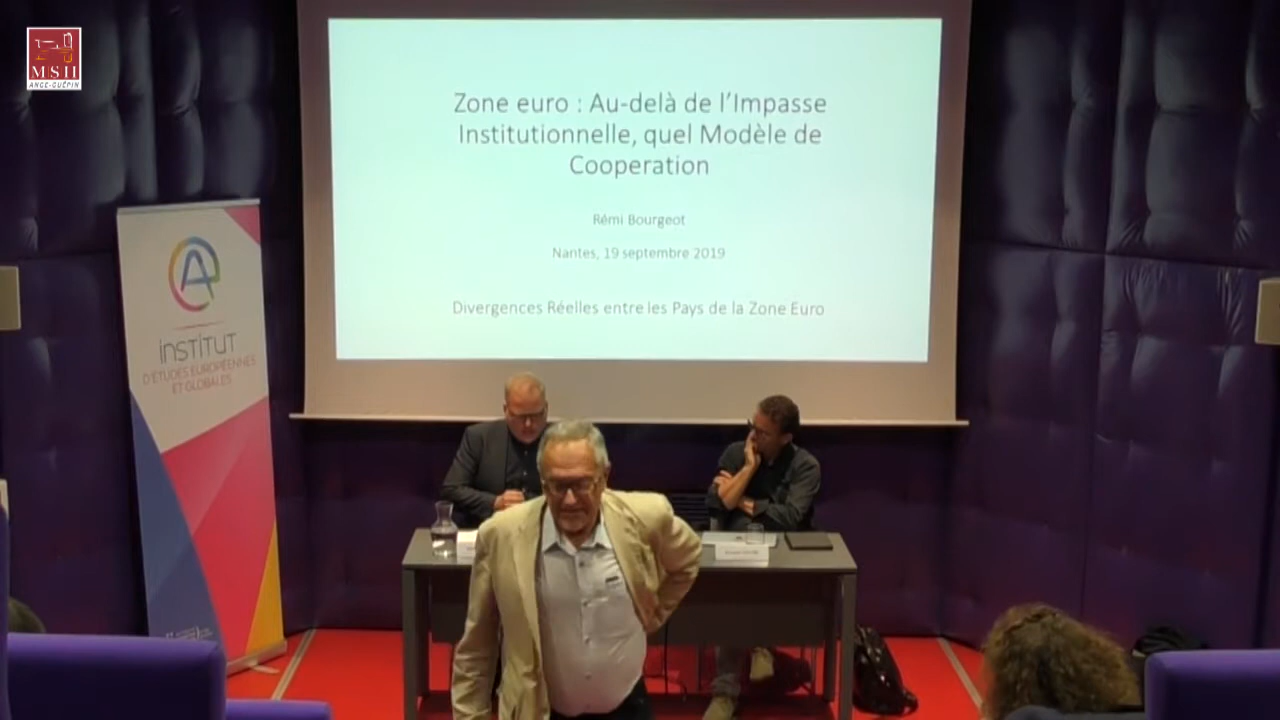 MSH
ANGE-GUÉPIN
Zone euro : Au-delà de l'Impasse
Institutionnelle, quel Modèle de
Cooperation
Rémi Bourgeot
Nantes, 19 septembre 2019
Divergences Réelles entre les Pays de la Zone Euro
iNSTiTUT
D'ÉTUDES EUROPÉENNES
ET GLOBALES